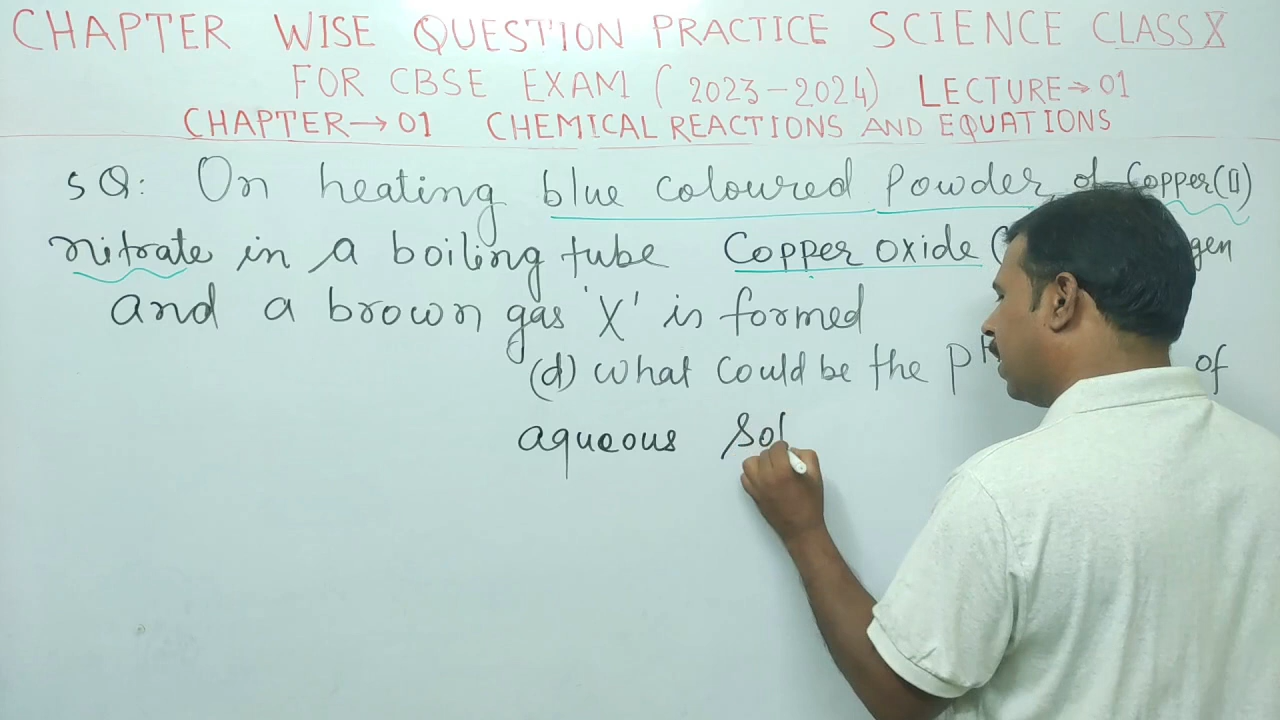 CHAPTER WISE QUESTION PRACTICE SCIENCE CLASS X
FOR CBSE EXAM (2023-2024) LECTURE→01
CHAPTER→01 CHEMICAL REACTIONS AND EQUATIONS
5 Q: On heating blue coloured powder of Copper(II)
nitrate in a boiling tube Copper oxide (
and a brown gas 'X' is formed
(d) what could be the of
aqueous Sol